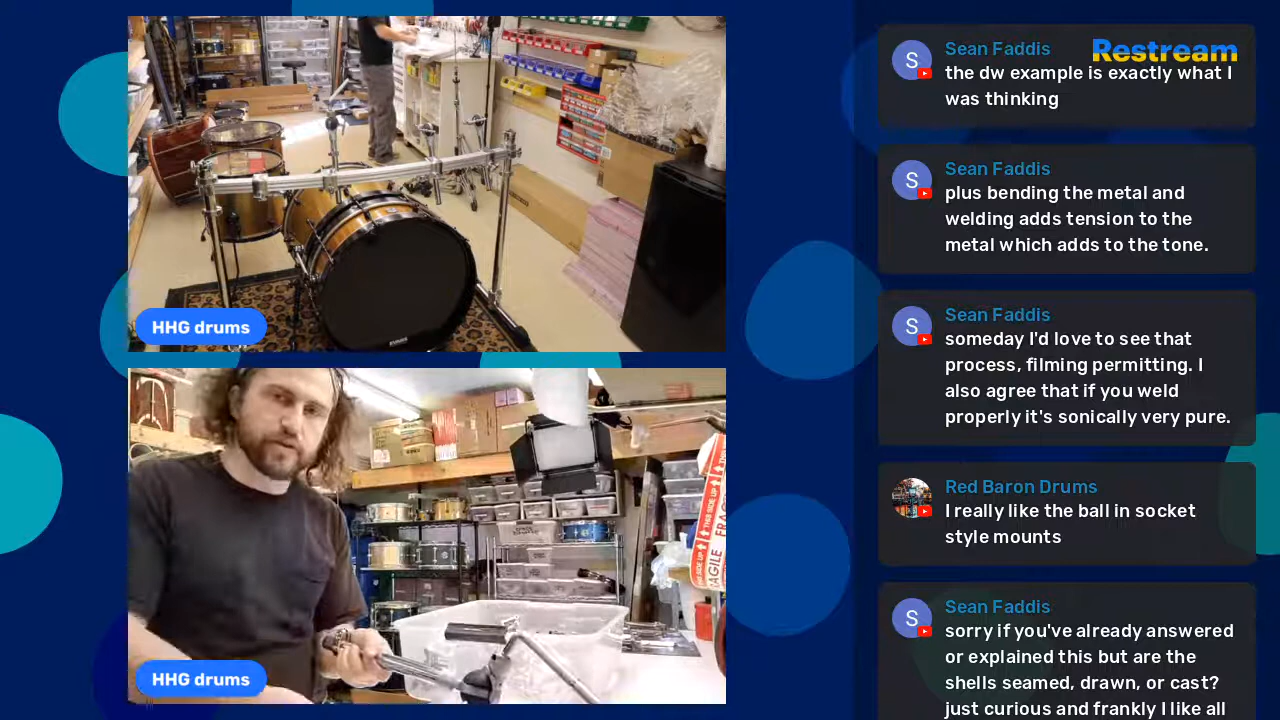 Restream
Sean Faddis
the dw example is exactly what I
was thinking
Sean Faddis
plus bending the metal and
welding adds tension to the
metal which adds to the tone.
Sean Faddis
someday I'd love to see that
process, filming permitting. I
also agree that if you weld
properly it's sonically very pure.
Red Baron Drums
I really like the ball in socket
style mounts
Sean Faddis
sorry if you've already answered
or explained this but are the
shells seamed, drawn, or cast?
just curious and frankly I like all
S
S
S
S
HHG drums
HHG drums
THIS SIDE UP
FRAGILE